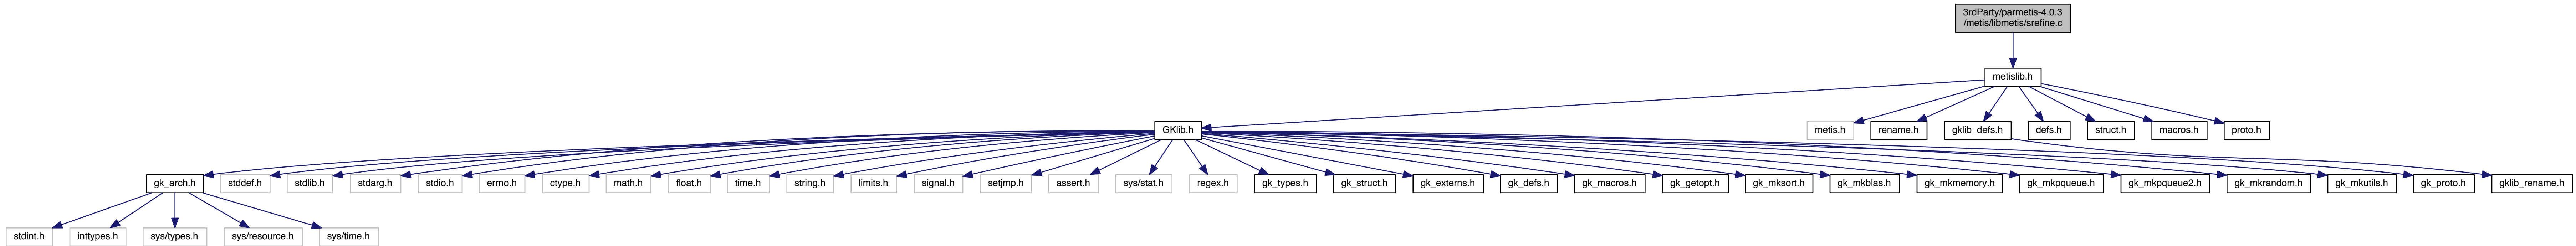 3rdParty/parmetis-4.0.3
/metis/libmetis/srefine.c
metislib.h
GKlib.h
metis.h
rename.h
gklib_defs.h
defs.h
struct.h
macros.h
proto.h
gk_arch.h
stddef.h
stdlib.h
stdarg.h
stdio.h
errno.h
ctype.h
math.h
float.h
time.h
string.h
limits.h
signal.h
setjmp.h
assert.h
sys/stat.h
regex.h
gk_types.h
gk_struct.h
gk_externs.h
gk_defs.h
gk_macros.h
gk_getopt.h
gk_mksort.h
gk_mkblas.h
gk_mkmemory.h
gk_mkpqueue.h
gk_mkpqueue2.h
gk_mkrandom.h
gk_mkutils.h
gk_proto.h
gklib_rename.h
stdint.h
inttypes.h
sys/types.h
sys/resource.h
sys/time.h